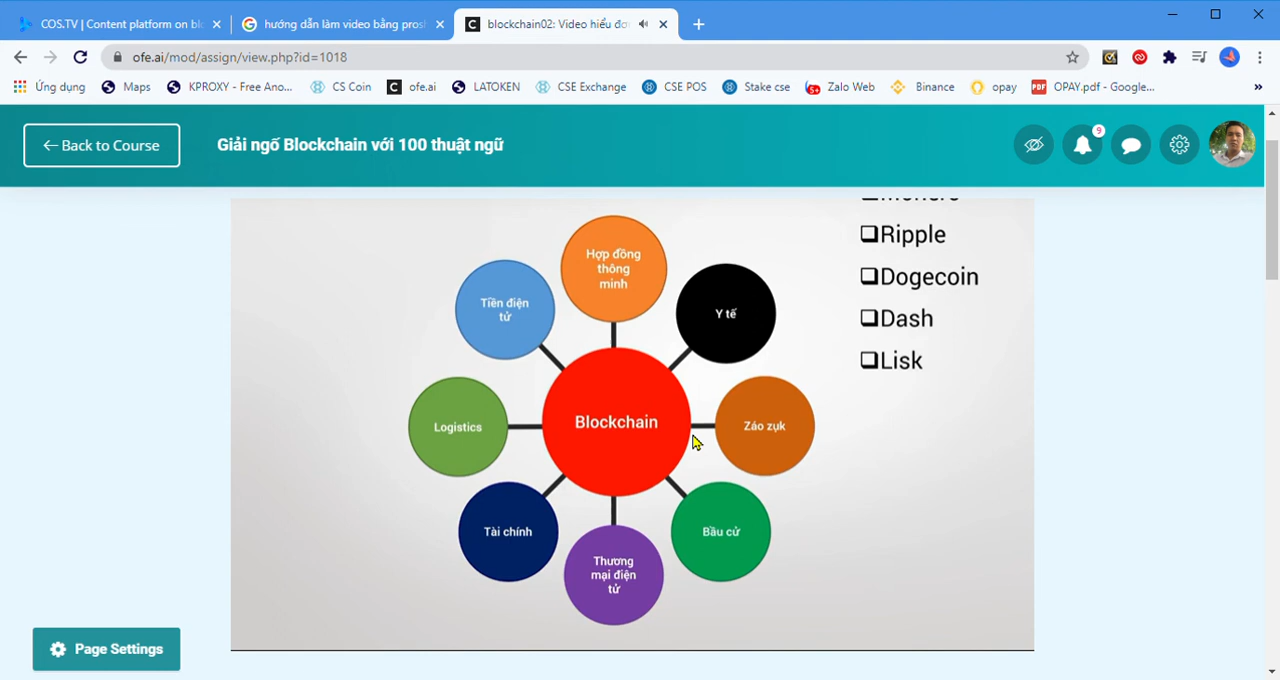 COS.TV | Content platform on blo
hướng dẫn làm video bằng prosh
blockchain02: Video hiểu đơ
ofe.ai/mod/assign/view.php?id=1018
Ứng dụng
Maps
KPROXY - Free Ano...
CS Coin
ofe.ai
LATOKEN
CSE Exchange
CSE POS
Stake cse
Zalo Web
Binance
opay
OPAY.pdf - Google...
»
← Back to Course
Giải ngố Blockchain với 100 thuật ngữ
9
Ripple
Dogecoin
Dash
Lisk
Hợp đồng
thông
minh
Tiền điện
tử
Y tế
Logistics
Blockchain
Záo zụk
Tài chính
Bầu cử
Thương
mại điện
tử
Page Settings